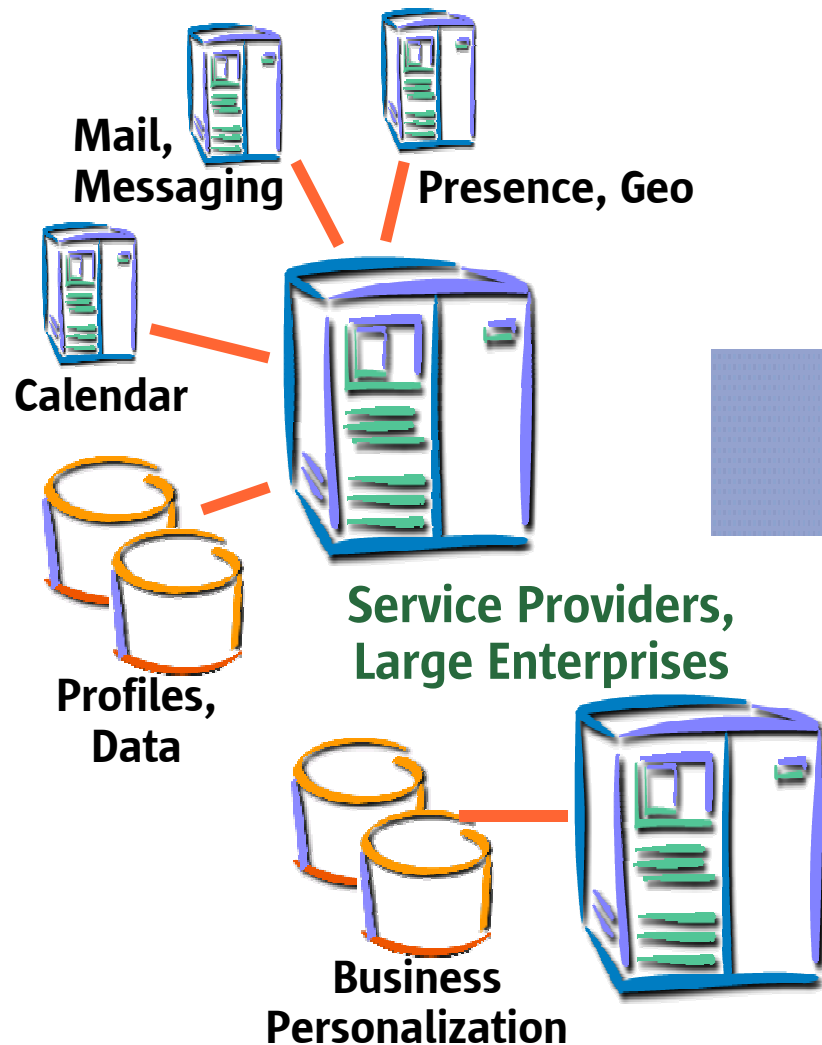 Mail,
Messaging
Presence, Geo
Calendar
Service Providers,
Large Enterprises
Profiles,
Data
Business
Personalization